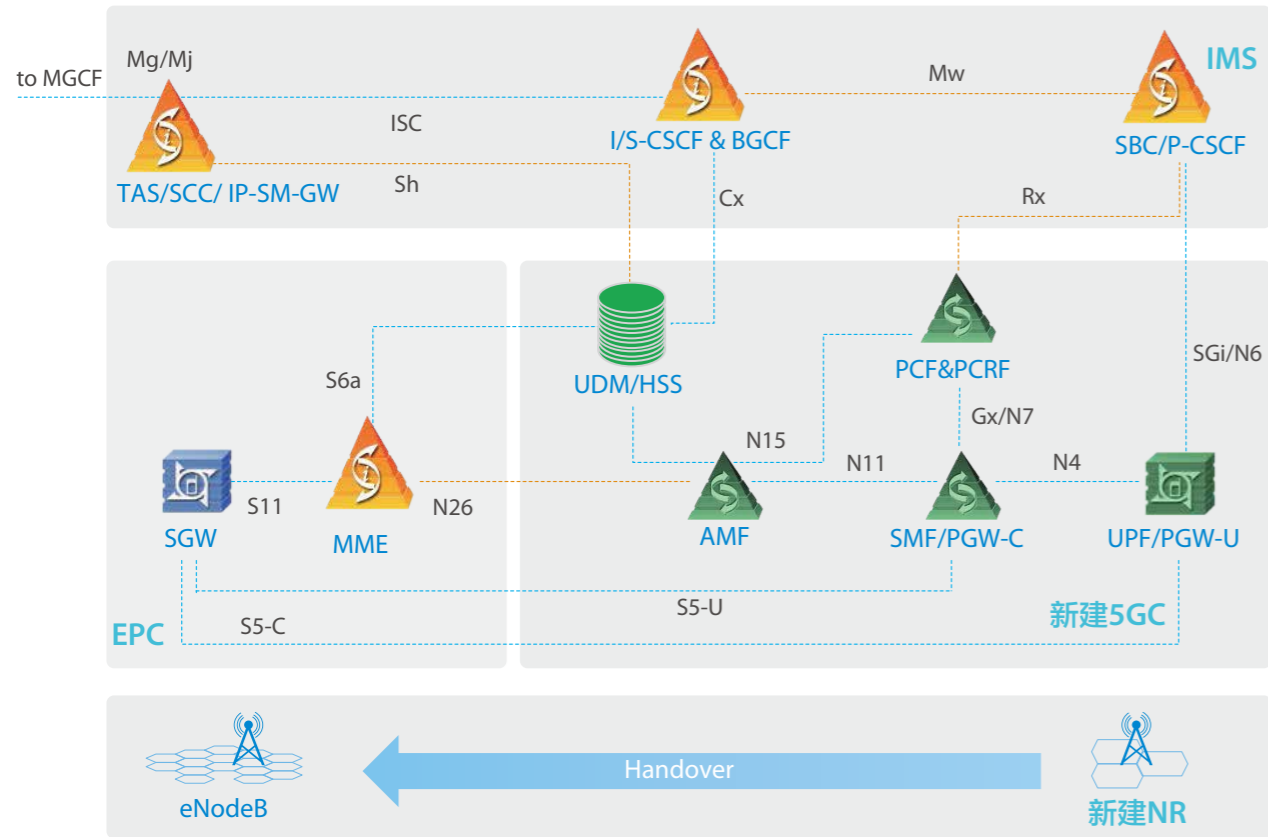 Mg/Mj
IMS
to MGCF
Mw
ISC
I/S-CSCF & BGCF
SBC/P-CSCF
TAS/SCC/ IP-SM-GW
Sh
Cx
Rx
UDM/HSS
PCF&PCRF
SGi/N6
S6a
Gx/N7
N15
N11
N4
S11
N26
SGW
MME
AMF
SMF/PGW-C
UPF/PGW-U
S5-U
新建5GC
EPC
S5-C
Handover
eNodeB
新建NR